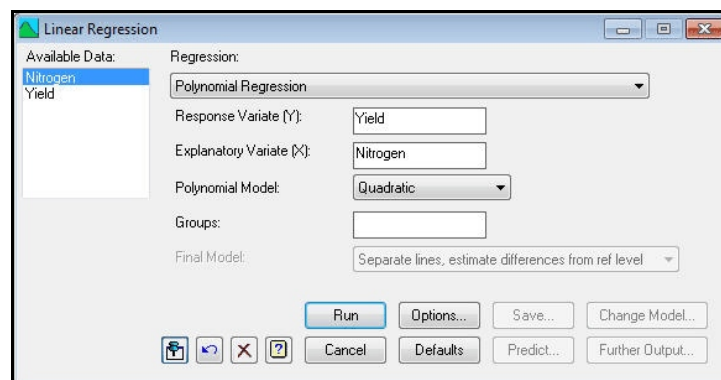 Linear Regression
Available Data:
Nitrogen
Yield
Regression:
Polynomial Regression
Response Variate (Y):
Yield
Explanatory Variate (X):
Nitrogen
Polynomial Model:
Quadratic
Groups:
Final Model:
Separate lines, estimate differences from ref level
Run
Options...
Save...
Change Model...
Cancel
Defaults
Predict...
Further Output...